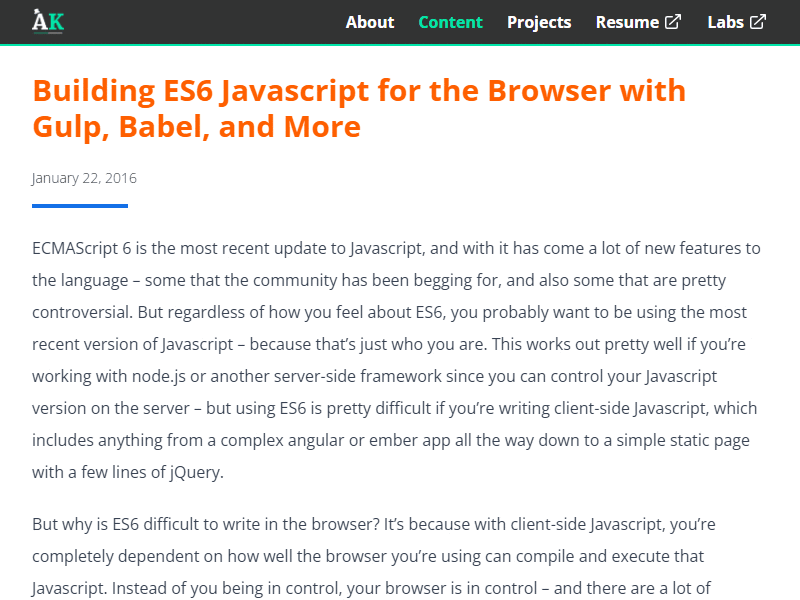 AK
About Content Projects Resume Labs
Building ES6 Javascript for the Browser with
Gulp, Babel, and More
January 22, 2016
ECMAScript 6 is the most recent update to Javascript, and with it has come a lot of new features to
the language – some that the community has been begging for, and also some that are pretty
controversial. But regardless of how you feel about ES6, you probably want to be using the most
recent version of Javascript – because that’s just who you are. This works out pretty well if you’re
working with node.js or another server-side framework since you can control your Javascript
version on the server – but using ES6 is pretty difficult if you’re writing client-side Javascript, which
includes anything from a complex angular or ember app all the way down to a simple static page
with a few lines of jQuery.
But why is ES6 difficult to write in the browser? It’s because with client-side Javascript, you’re
completely dependent on how well the browser you’re using can compile and execute that
Javascript. Instead of you being in control, your browser is in control – and there are a lot of